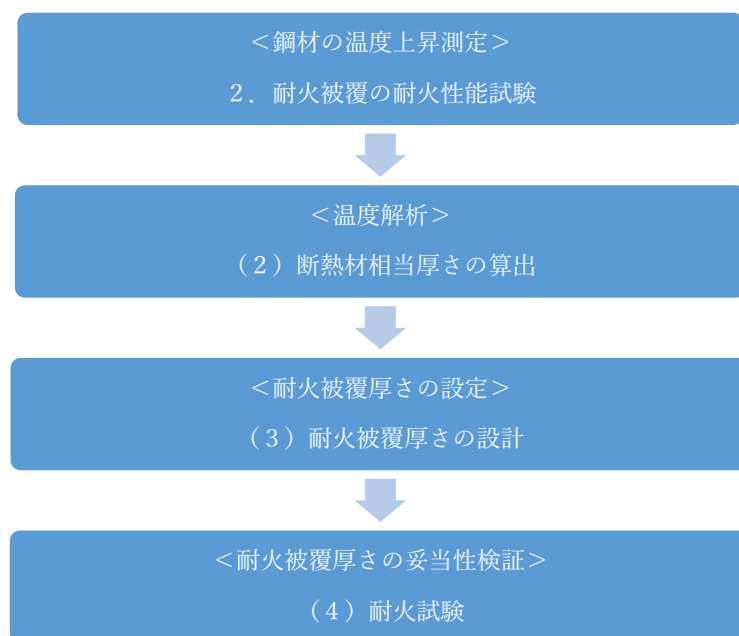 ＜鋼材の温度上昇測定＞
２．耐火被覆の耐火性能試験
＜温度解析＞
（２）断熱材相当厚さの算出
＜耐火被覆厚さの設定＞
（３）耐火被覆厚さの設計
＜耐火被覆厚さの妥当性検証＞
（４）耐火試験